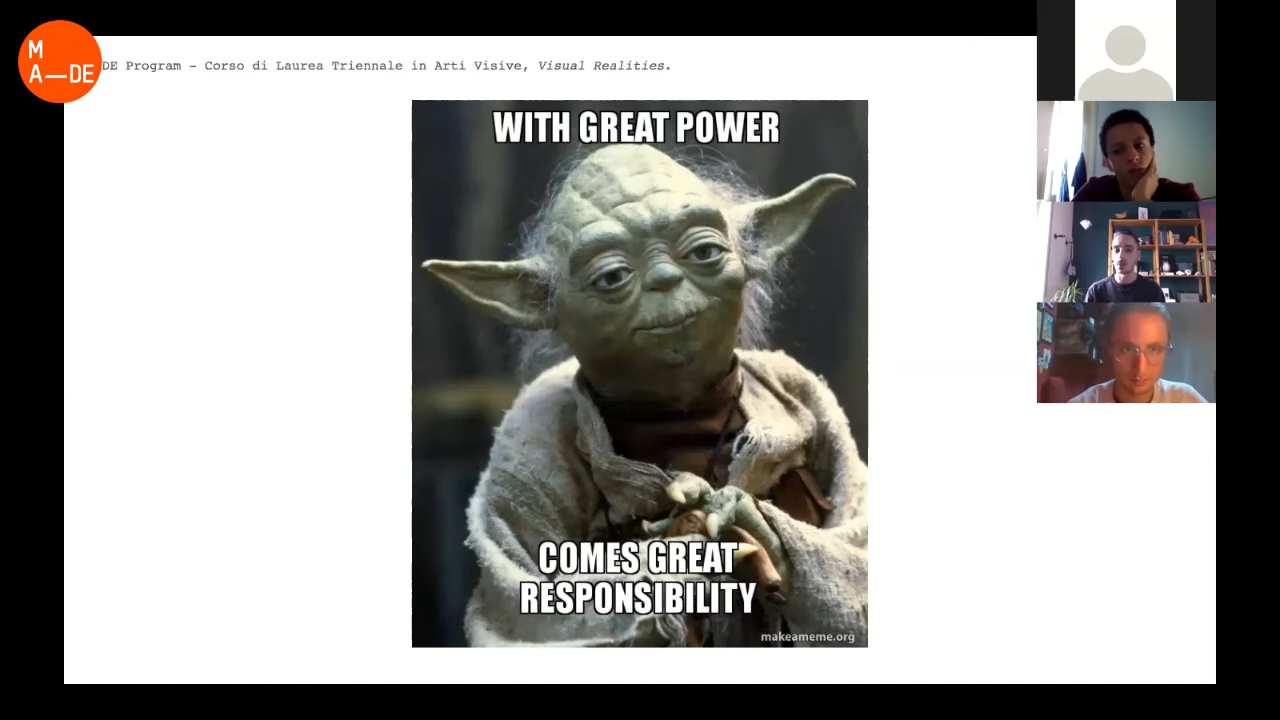 M
A—DE
DE Program – Corso di Laurea Triennale in Arti Visive, Visual Realities.
WITH GREAT POWER
COMES GREAT
RESPONSIBILITY
makeameme.org